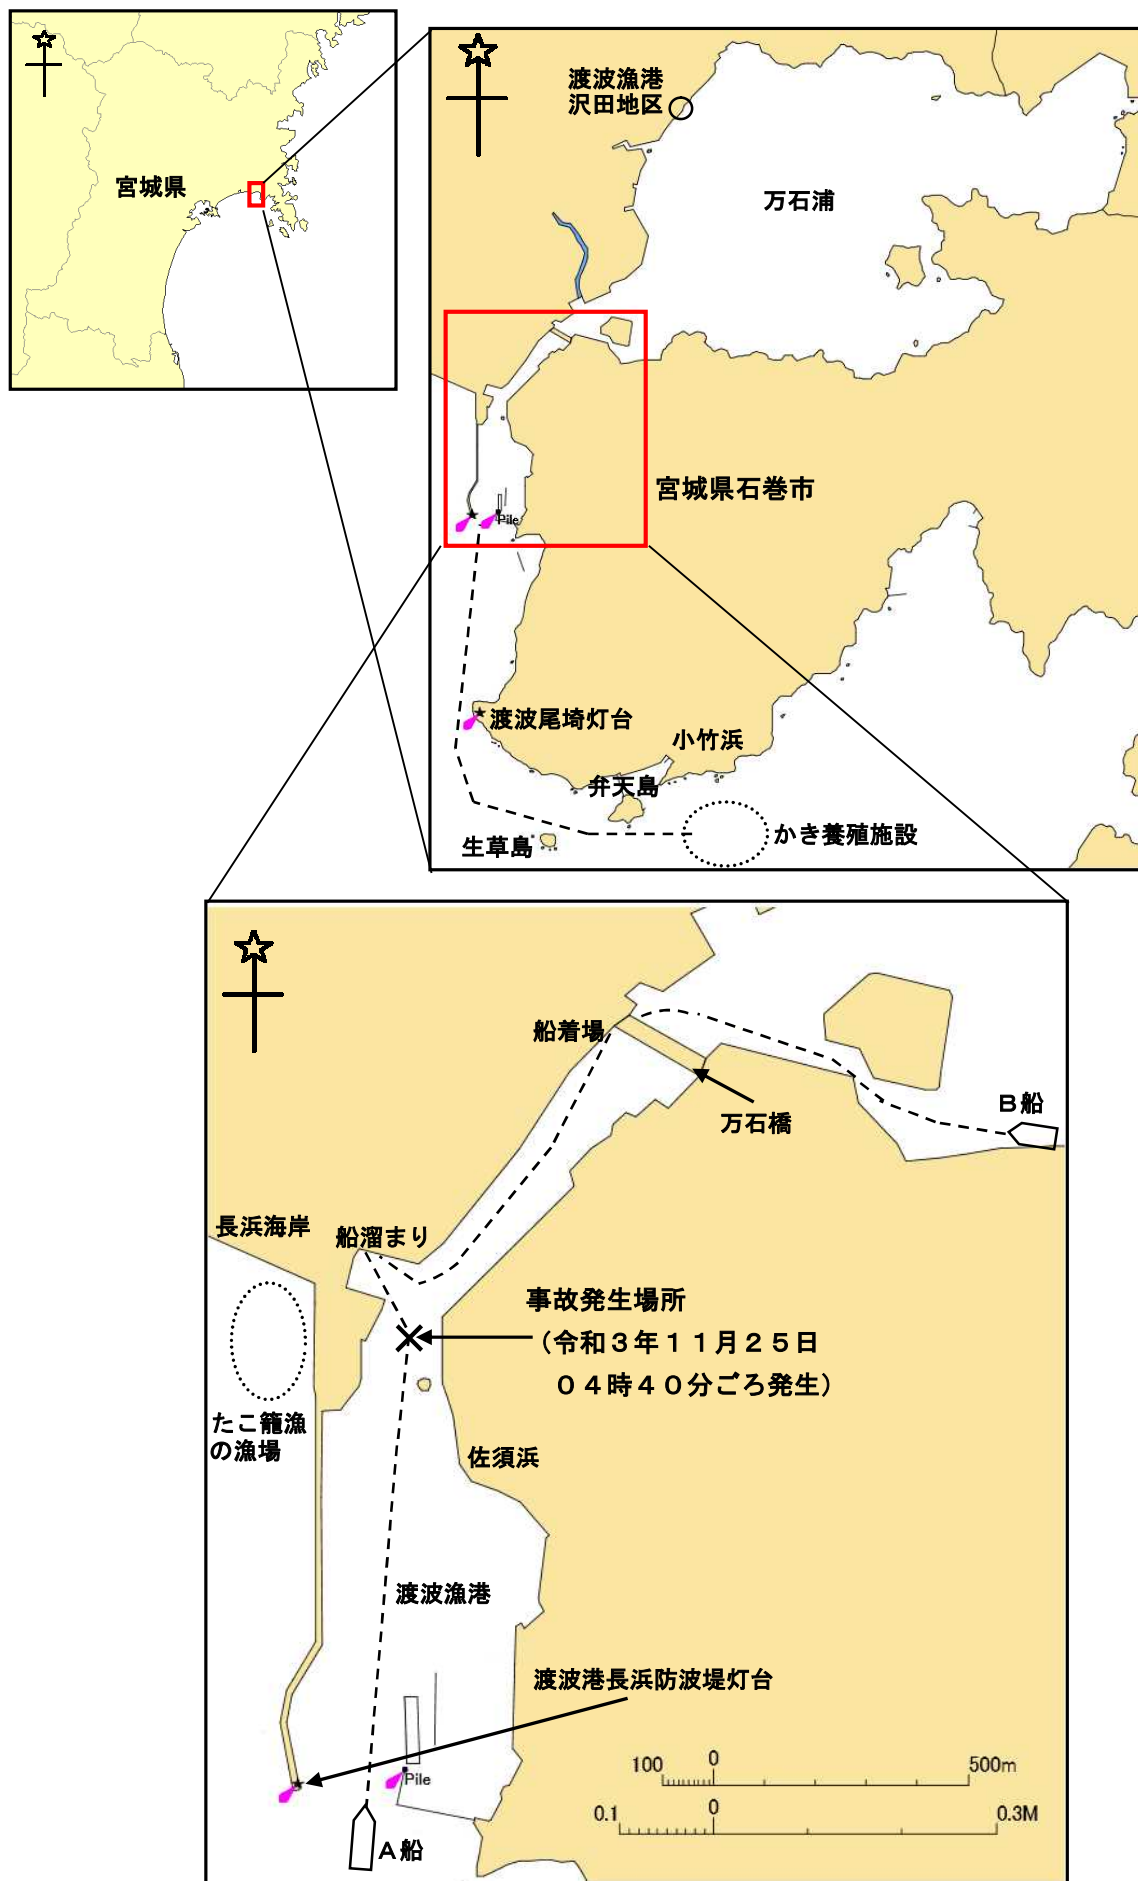 宮城県
渡波漁港
沢田地区
万石浦
宮城県石巻市
Pile
渡波尾埼灯台
小竹浜
弁天島
生草島
かき養殖施設
船着場
万石橋
B船
長浜海岸
船溜まり
事故発生場所
(令和3年11月25日
04時40分ごろ発生)
たこ籠漁
の漁場
佐須浜
渡波漁港
渡波港長浜防波堤灯台
Pile
A船
100 0 500m
0.1 0 0.3M